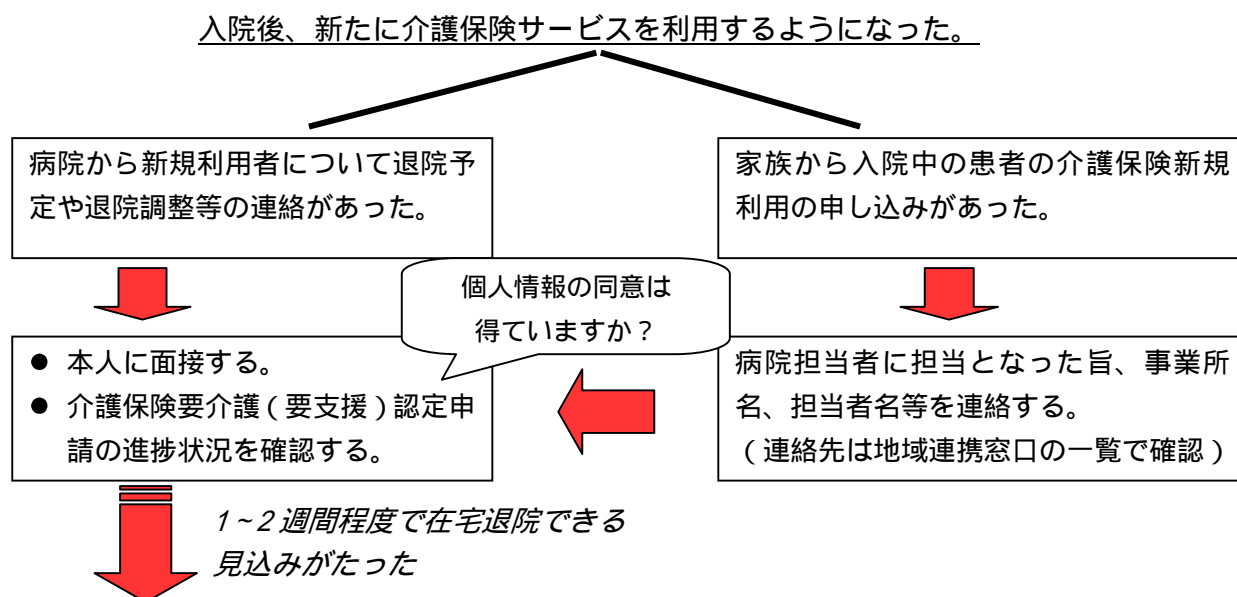 入院後、新たに介護保険サービスを利用するようになった。
病院から新規利用者について退院予
定や退院調整等の連絡があった。
家族から入院中の患者の介護保険新規
利用の申し込みがあった。
個人情報の同意は
得ていますか？
● 本人に面接する。
● 介護保険要介護（要支援）認定申
請の進捗状況を確認する。
病院担当者に担当となった旨、事業所
名、担当者名等を連絡する。
（連絡先は地域連携窓口の一覧で確認）
1~2週間程度で在宅退院できる
見込みがたった